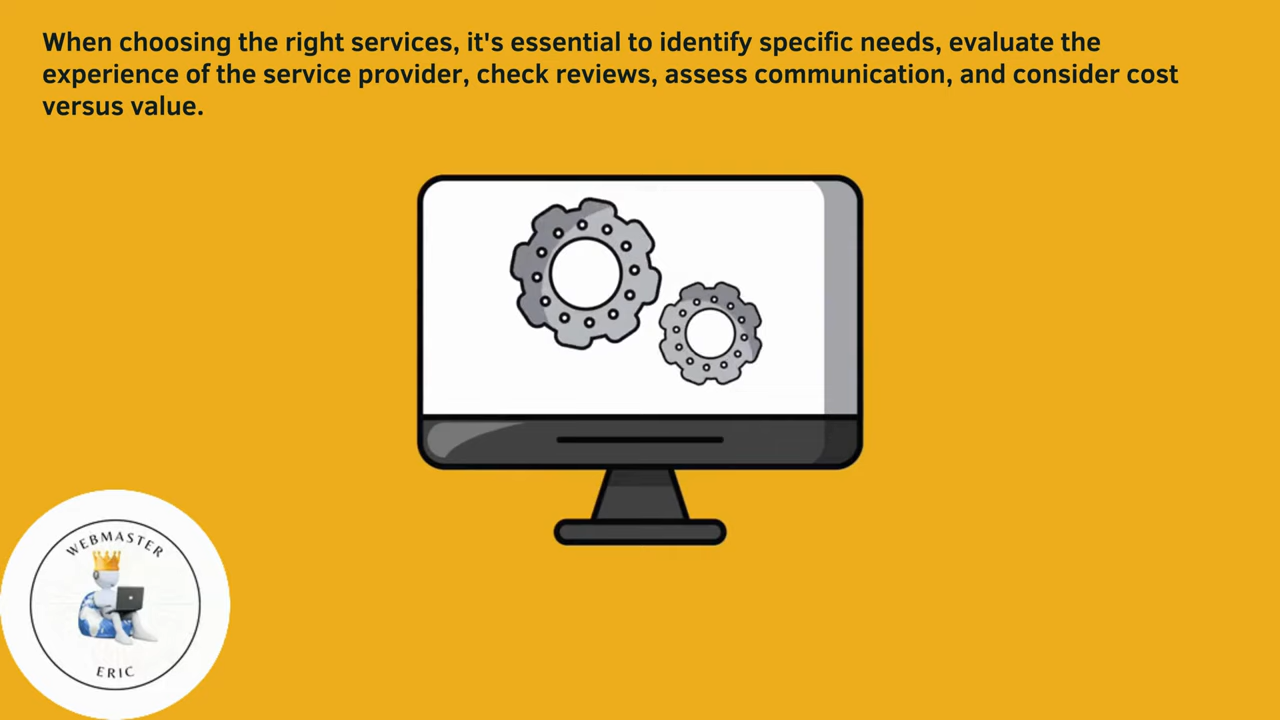 When choosing the right services, it's essential to identify specific needs, evaluate the
experience of the service provider, check reviews, assess communication, and consider cost
versus value.
WEBMASTER
ERIC